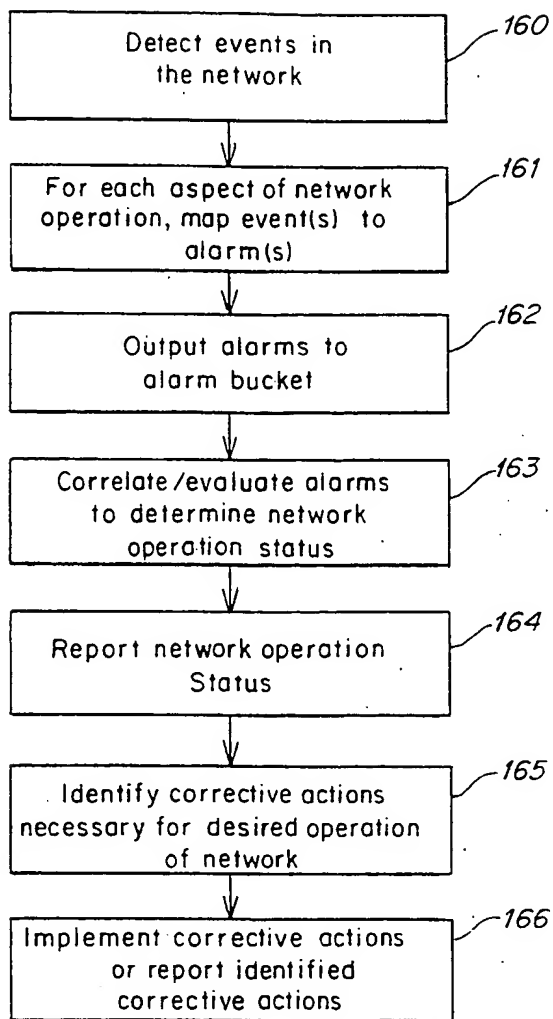 Detect events in
the network
160
For each aspect of network
operation, map event(s) to
alarm(s)
161
Output alarms to
alarm bucket
162
Correlate/evaluate alarms
to determine network
operation status
163
Report network operation
Status
164
Identify corrective actions
necessary for desired operation
of network
165
Implement corrective actions
or report identified
corrective actions
166